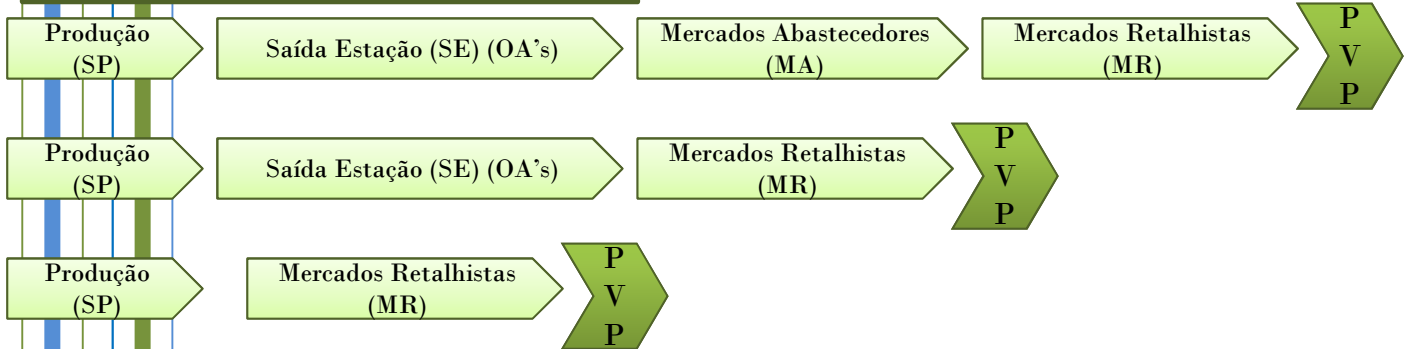 Produção
(SP)
Saída Estação (SE) (OA's)
Mercados Abastecedores
(MA)
Mercados Retalhistas
(MR)
P
V
P
Produção
(SP)
Saída Estação (SE) (OA's)
Mercados Retalhistas
(MR)
P
V
P
Produção
(SP)
Mercados Retalhistas
(MR)
P
V
P